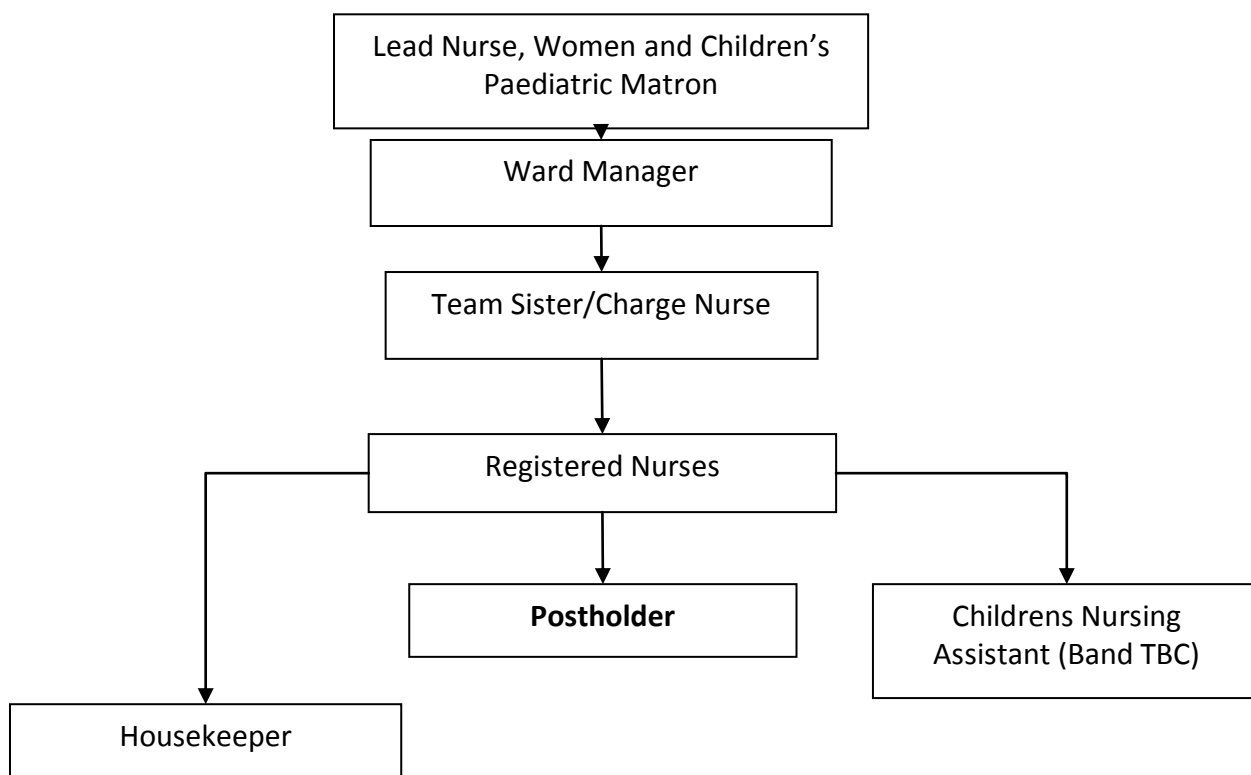 Lead Nurse, Women and Children’s
Paediatric Matron
Ward Manager
Team Sister/Charge Nurse
Registered Nurses
Postholder
Childrens Nursing
Assistant (Band TBC)
Housekeeper